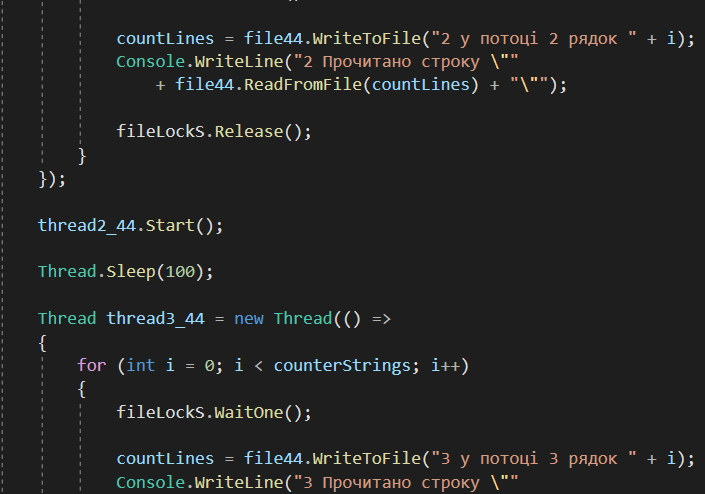 countLines = file44.WriteToFile("2 у потоці 2 рядок " + i);
Console.WriteLine("2 Прочитано строку \""
+ file44.ReadFromFile(countLines) + "\"");
fileLockS.Release();
}
});
thread2_44.Start();
Thread.Sleep(100);
Thread thread3_44 = new Thread(() =>
{
for (int i = 0; i < counterStrings; i++)
{
fileLockS.WaitOne();
countLines = file44.WriteToFile("3 у потоці 3 рядок " + i);
Console.WriteLine("3 Прочитано строку \""